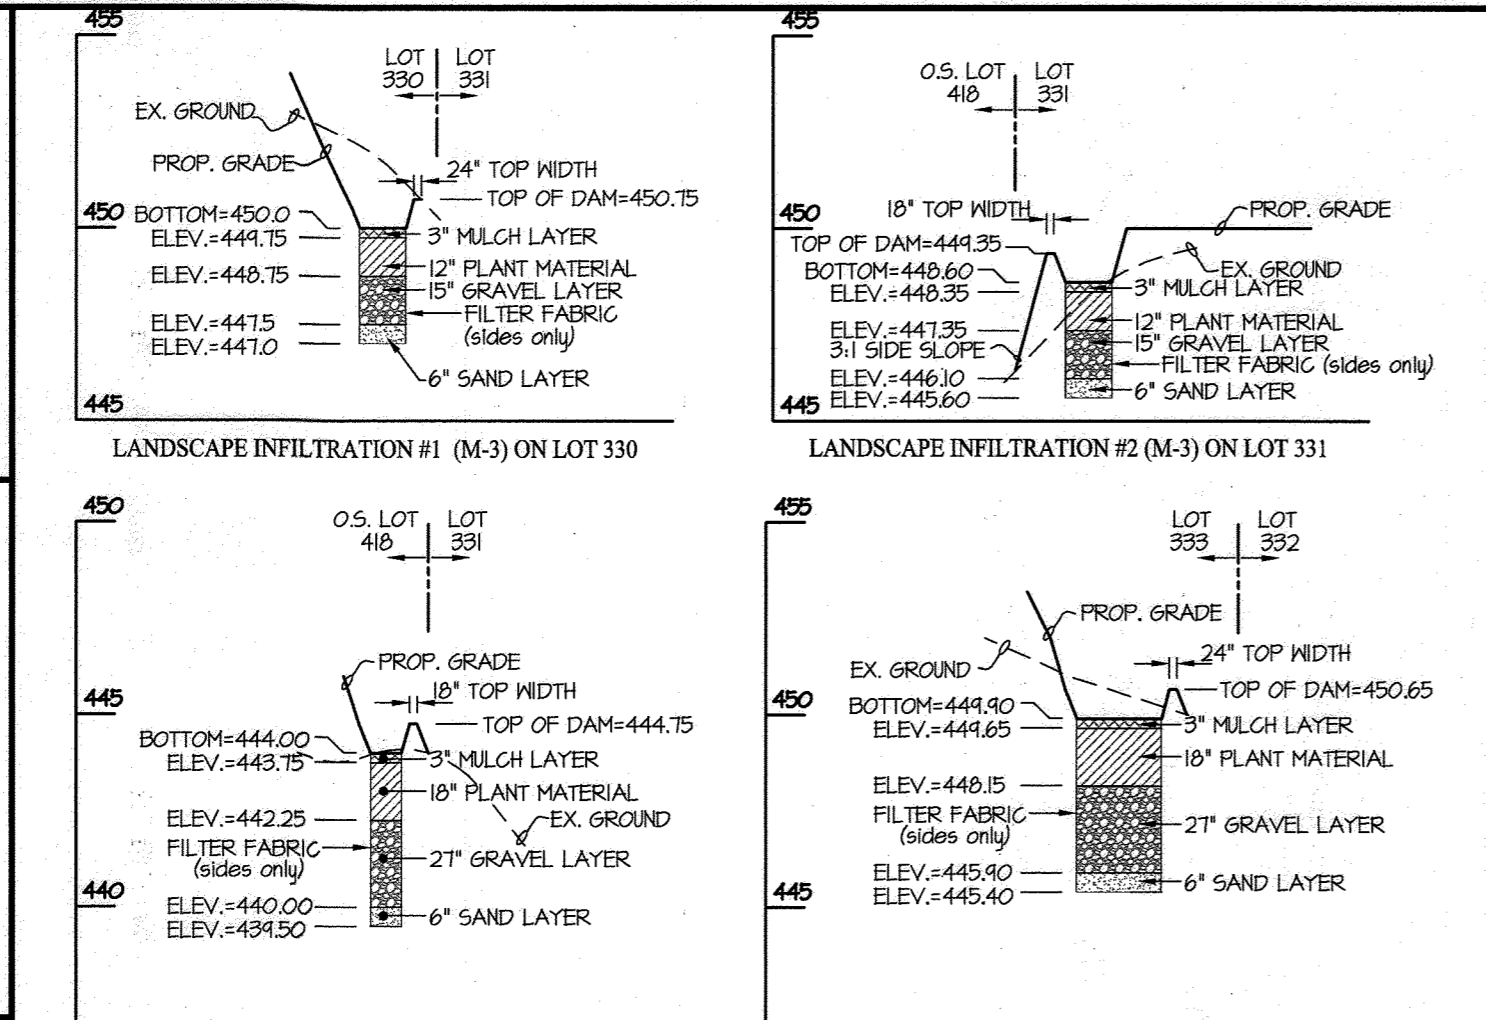 455
LOT 330
LOT 331
EX. GROUND
PROP. GRADE
24" TOP WIDTH
TOP OF DAM=450.75
450
BOTTOM=450.0
ELEV.=449.75
3" MULCH LAYER
12" PLANT MATERIAL
ELEV.=448.75
15" GRAVEL LAYER
FILTER FABRIC
(sides only)
ELEV.=447.5
ELEV.=447.0
6" SAND LAYER
445
LANDSCAPE INFILTRATION #1 (M-3) ON LOT 330
455
O.S. LOT 418
LOT 331
18" TOP WIDTH
450
PROP. GRADE
TOP OF DAM=449.35
BOTTOM=448.60
EX. GROUND
ELEV.=448.35
3" MULCH LAYER
12" PLANT MATERIAL
ELEV.=447.35
15" GRAVEL LAYER
3:1 SIDE SLOPE
FILTER FABRIC (sides only)
ELEV.=446.10
6" SAND LAYER
ELEV.=445.60
445
LANDSCAPE INFILTRATION #2 (M-3) ON LOT 331
450
O.S. LOT 418
LOT 331
PROP. GRADE
18" TOP WIDTH
445
TOP OF DAM=444.75
BOTTOM=444.00
ELEV.=443.75
3" MULCH LAYER
18" PLANT MATERIAL
ELEV.=442.25
EX. GROUND
FILTER FABRIC
(sides only)
27" GRAVEL LAYER
440
ELEV.=440.00
6" SAND LAYER
ELEV.=439.50
455
LOT 333
LOT 332
PROP. GRADE
EX. GROUND
24" TOP WIDTH
TOP OF DAM=450.65
450
BOTTOM=449.90
ELEV.=449.65
3" MULCH LAYER
18" PLANT MATERIAL
ELEV.=448.15
FILTER FABRIC
(sides only)
27" GRAVEL LAYER
ELEV.=445.90
6" SAND LAYER
ELEV.=445.40
445